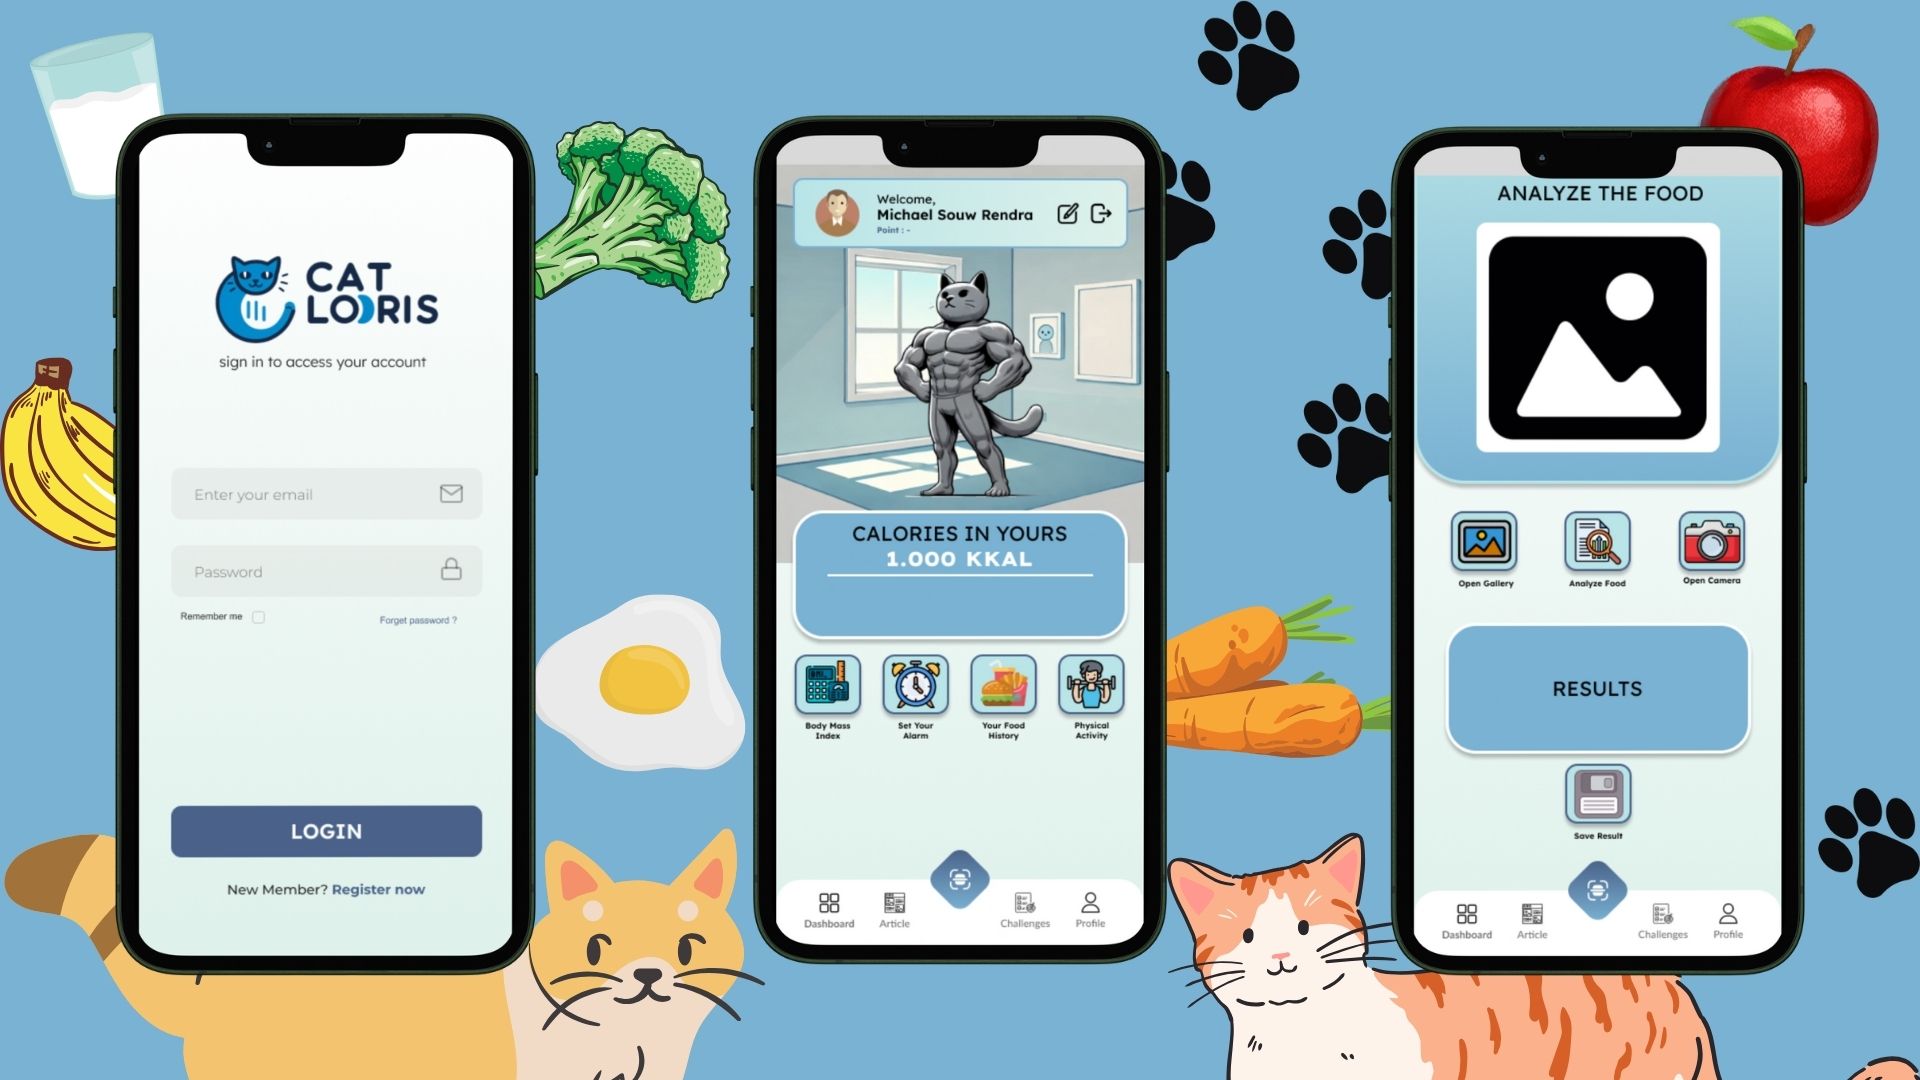 CAT
LOORIS
sign in to access your account
Enter your email
Password
Remember me
Forget password ?
LOGIN
New Member? Register now
Welcome,
Michael Souw Rendra
Point : -
CALORIES IN YOURS
1.000 KKAL
Body Mass
Index
Set Your
Alarm
Your Food
History
Physical
Activity
Dashboard
Article
Challenges
Profile
ANALYZE THE FOOD
Open Gallery
Analyze Food
Open Camera
RESULTS
Save Result
Dashboard
Article
Challenges
Profile